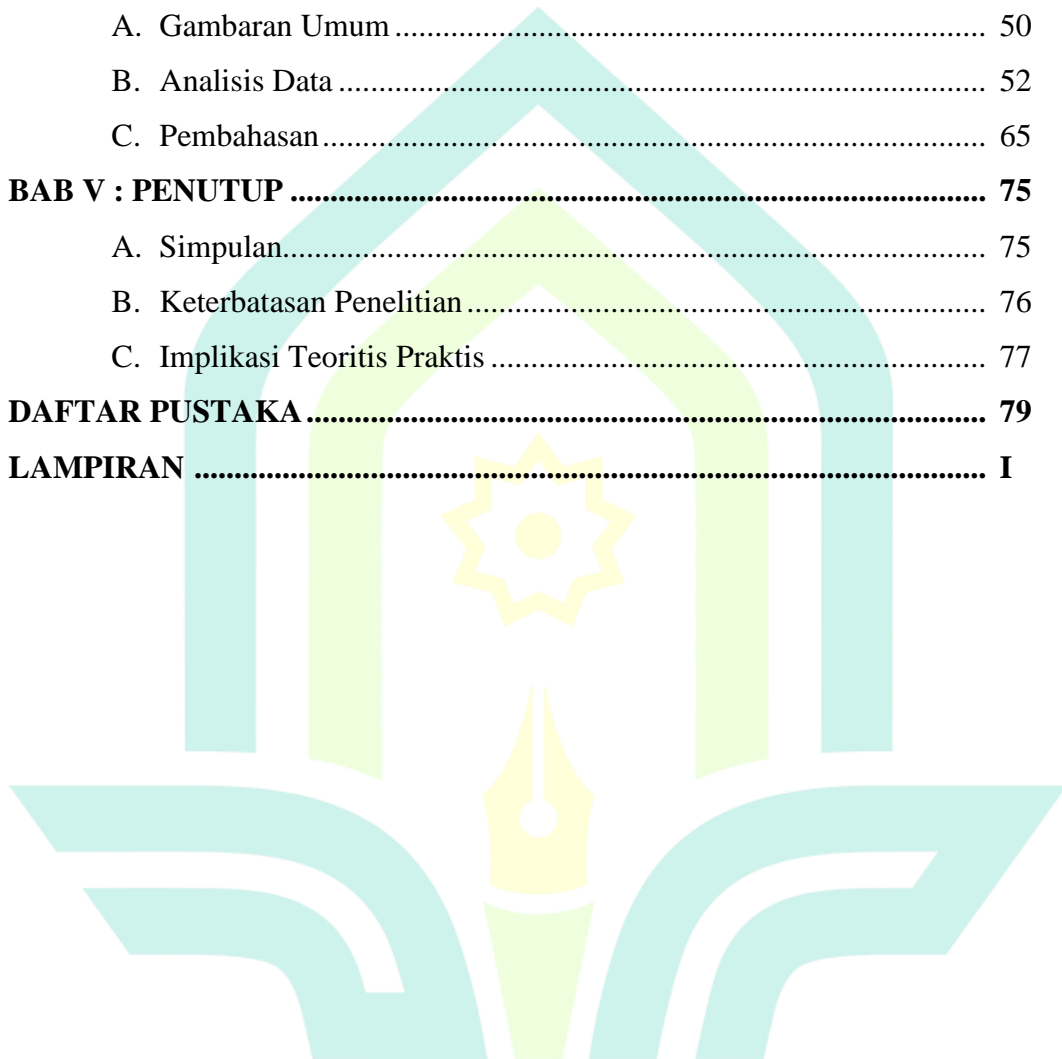 A. Gambaran Umum ........................................................................... 50
B. Analisis Data .................................................................................. 52
C. Pembahasan .................................................................................... 65
BAB V : PENUTUP ........................................................................................ 75
A. Simpulan......................................................................................... 75
B. Keterbatasan Penelitian .................................................................. 76
C. Implikasi Teoritis Praktis ............................................................... 77
DAFTAR PUSTAKA ...................................................................................... 79
LAMPIRAN .................................................................................................... I